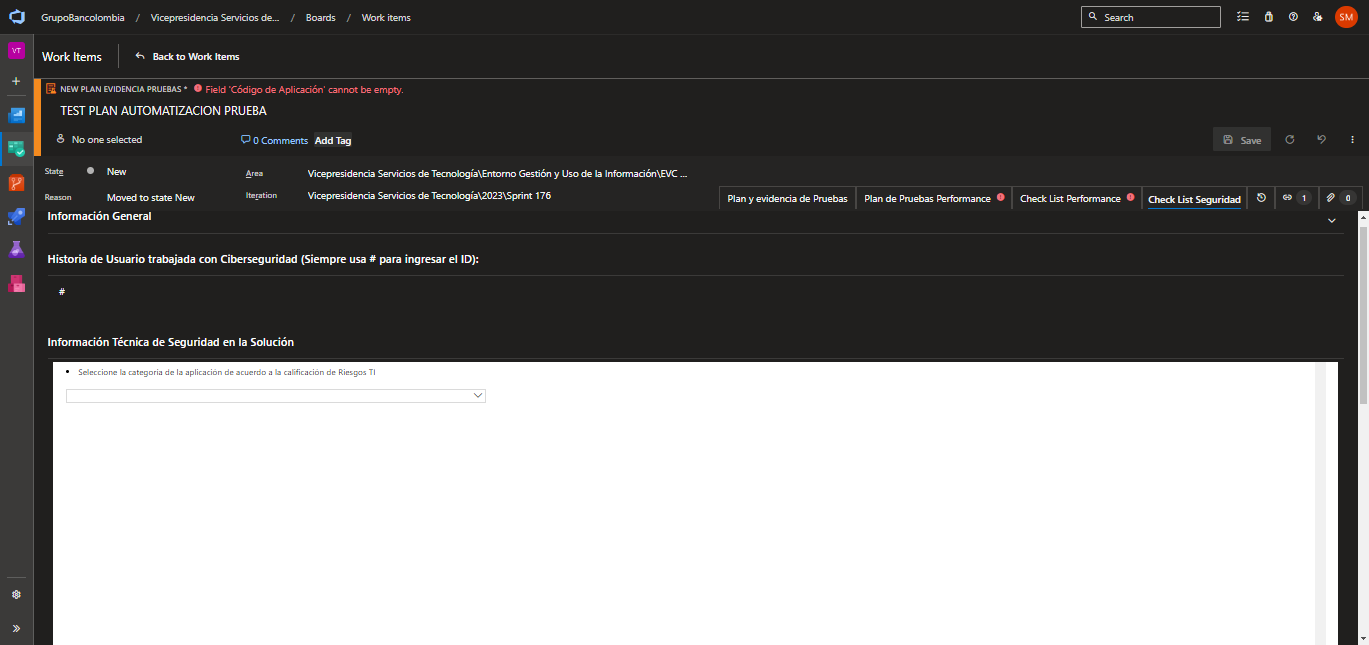 GrupoBancolombia / Vicepresidencia Servicios de... / Boards / Work items
Search
SM
VT
Work Items
Back to Work Items
NEW PLAN EVIDENCIA PRUEBAS *
Field 'Código de Aplicación' cannot be empty.
TEST PLAN AUTOMATIZACION PRUEBA
No one selected
0 Comments
Add Tag
Save
State
New
Area
Vicepresidencia Servicios de Tecnología\Entorno Gestión y Uso de la Información\EVC ...
Reason
Moved to state New
Iteration
Vicepresidencia Servicios de Tecnología\2023\Sprint 176
Plan y evidencia de Pruebas
Plan de Pruebas Performance
Check List Performance
Check List Seguridad
1
0
Información General
Historia de Usuario trabajada con Ciberseguridad (Siempre usa # para ingresar el ID):
#
Información Técnica de Seguridad en la Solución
• Seleccione la categoría de la aplicación de acuerdo a la calificación de Riesgos TI